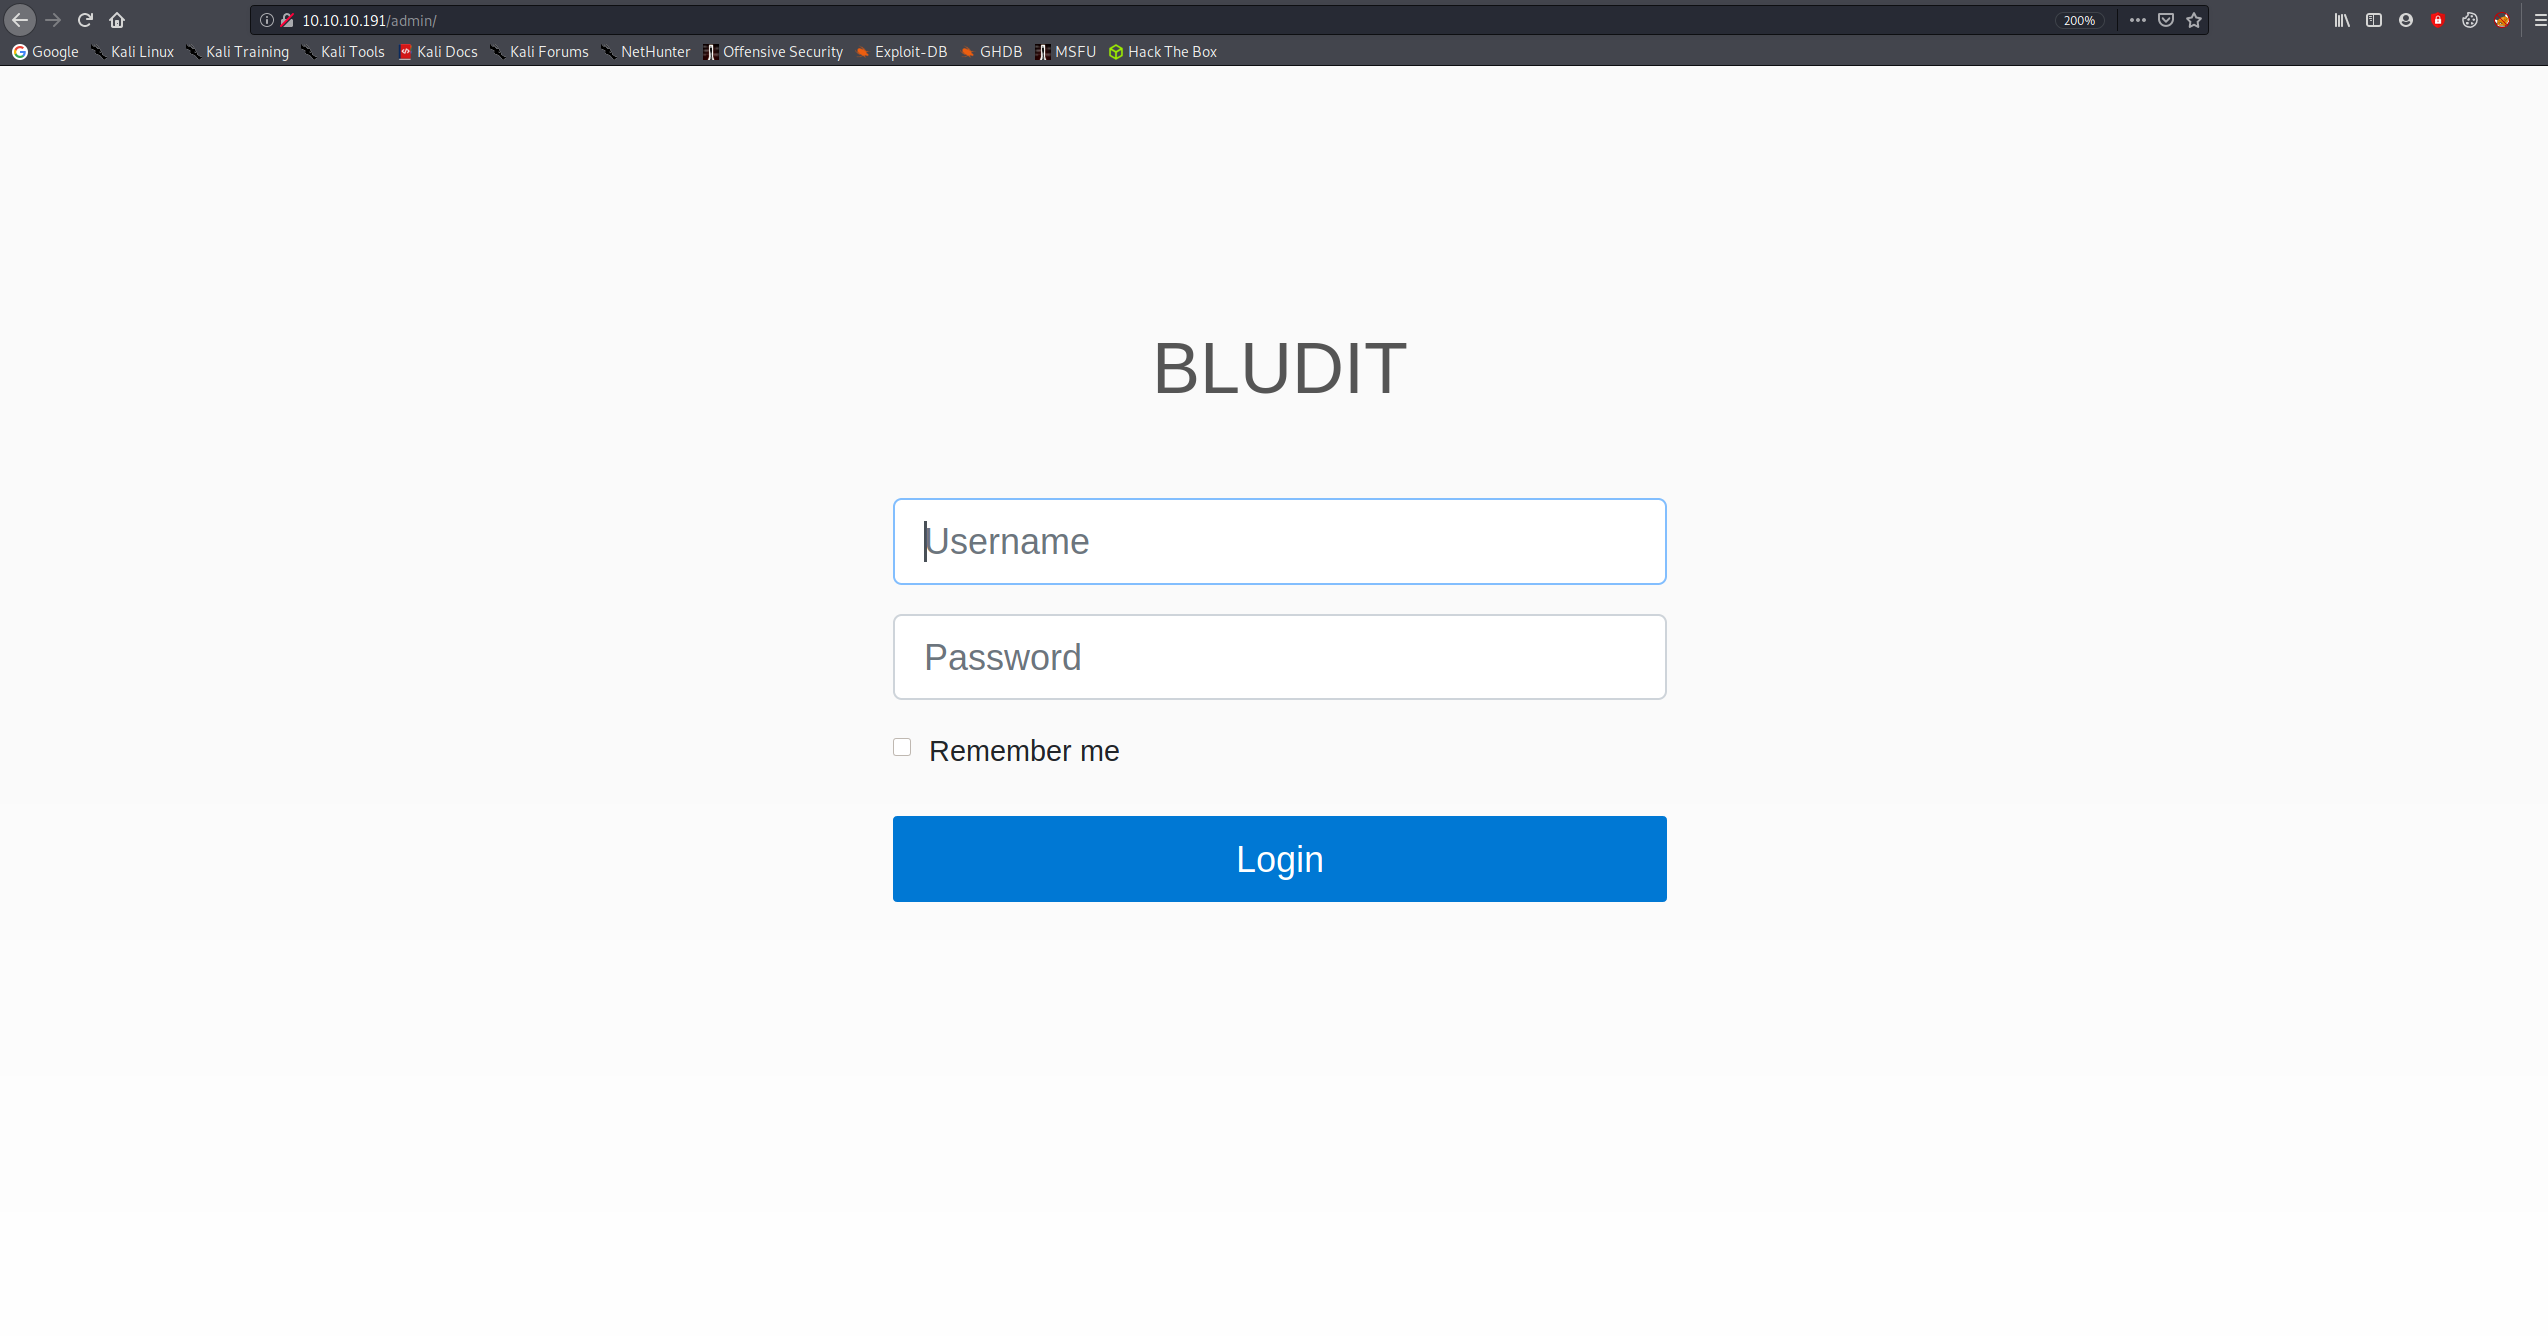 10.10.10.191/admin/ 200%
Google Kali Linux Kali Training Kali Tools Kali Docs Kali Forums NetHunter Offensive Security Exploit-DB GHDB MSFU Hack The Box
BLUDIT
Username
Password
Remember me
Login